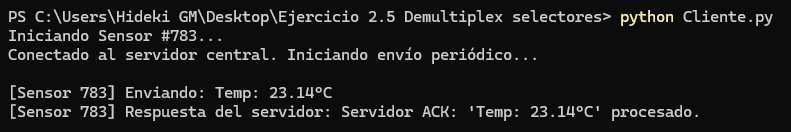 PS C:\Users\Hideki GM\Desktop\Ejercicio 2.5 Demultiplex selectores> python Cliente.py
Iniciando Sensor #783...
Conectado al servidor central. Iniciando envío periódico...
[Sensor 783] Enviando: Temp: 23.14°C
[Sensor 783] Respuesta del servidor: Servidor ACK: 'Temp: 23.14°C' procesado.